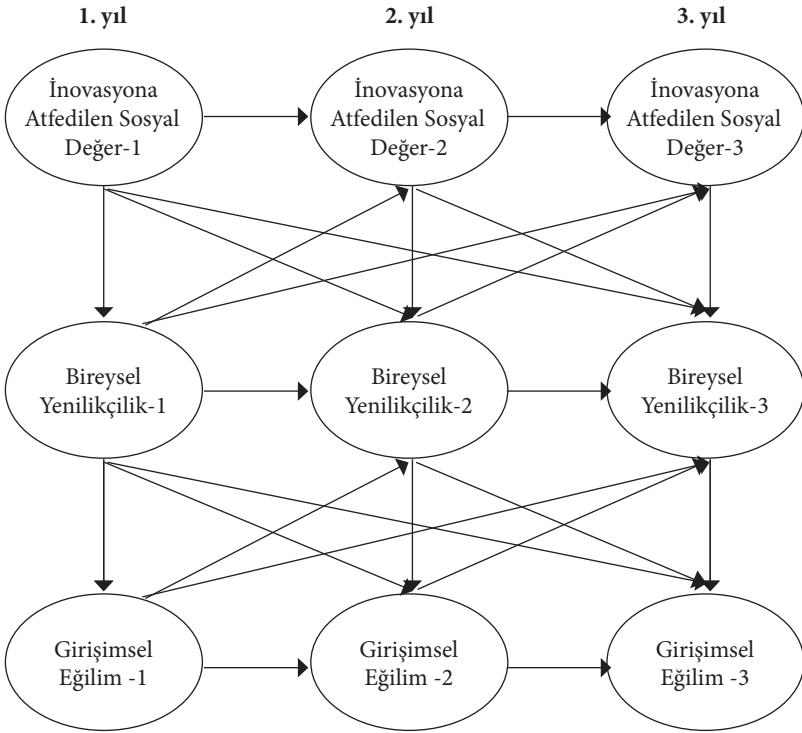 1. yıl
2. yıl
3. yıl
İnovasyona
Atfedilen Sosyal
Değer-1
İnovasyona
Atfedilen Sosyal
Değer-2
İnovasyona
Atfedilen Sosyal
Değer-3
Bireysel
Yenilikçilik-1
Bireysel
Yenilikçilik-2
Bireysel
Yenilikçilik-3
Girişimsel
Eğilim -1
Girişimsel
Eğilim -2
Girişimsel
Eğilim -3